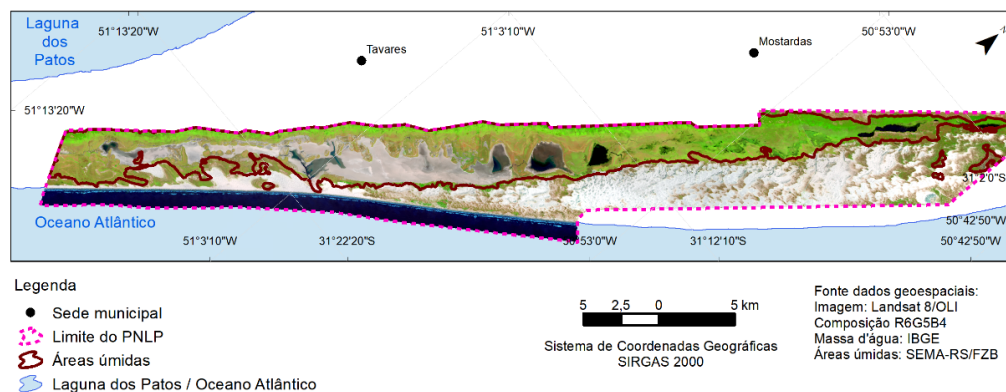 Laguna
dos
Patos
51°13'20"W
51°3'10"W
50°53'0"W
Tavares
Mostardas
51°13'20"W
31°2'0"S
Oceano Atlântico
50°42'50"W
51°3'10"W
31°22'20"S
50°53'0"W
31°12'10"S
50°42'50"W
Legenda
Sede municipal
Limite do PNLP
Áreas úmidas
Laguna dos Patos / Oceano Atlântico
5 2,5 0 5 km
Sistema de Coordenadas Geográficas
SIRGAS 2000
Fonte dados geoespaciais:
Imagem: Landsat 8/OLI
Composição R6G5B4
Massa d'água: IBGE
Áreas úmidas: SEMA-RS/FZB